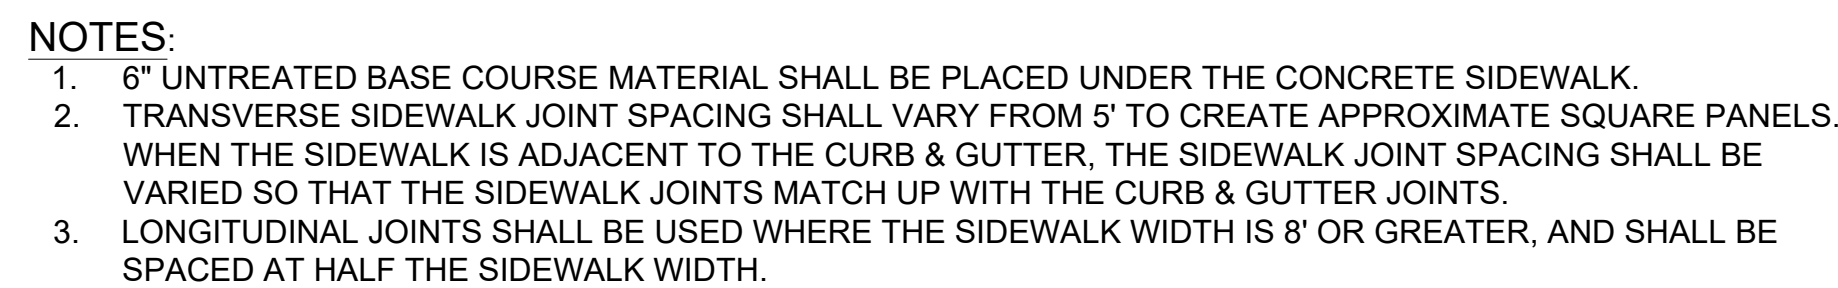 NOTES:
1. 6" UNTREATED BASE COURSE MATERIAL SHALL BE PLACED UNDER THE CONCRETE SIDEWALK.
2. TRANSVERSE SIDEWALK JOINT SPACING SHALL VARY FROM 5' TO CREATE APPROXIMATE SQUARE PANELS.
WHEN THE SIDEWALK IS ADJACENT TO THE CURB & GUTTER, THE SIDEWALK JOINT SPACING SHALL BE
VARIED SO THAT THE SIDEWALK JOINTS MATCH UP WITH THE CURB & GUTTER JOINTS.
3. LONGITUDINAL JOINTS SHALL BE USED WHERE THE SIDEWALK WIDTH IS 8' OR GREATER, AND SHALL BE
SPACED AT HALF THE SIDEWALK WIDTH.